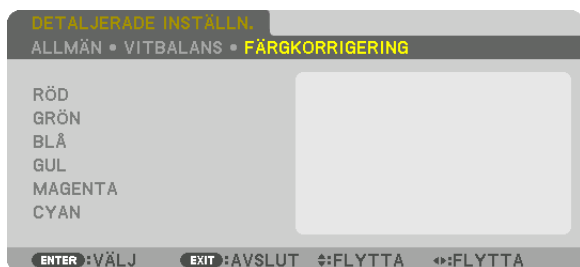 DETALJERADE INSTÄLLN.
ALLMÄN • VITBALANS • FÄRGKORRIGERING
RÖD
GRÖN
BLÅ
GUL
MAGENTA
CYAN
ENTER :VÄLJ EXIT :AVSLUT :FLYTTA :FLYTTA